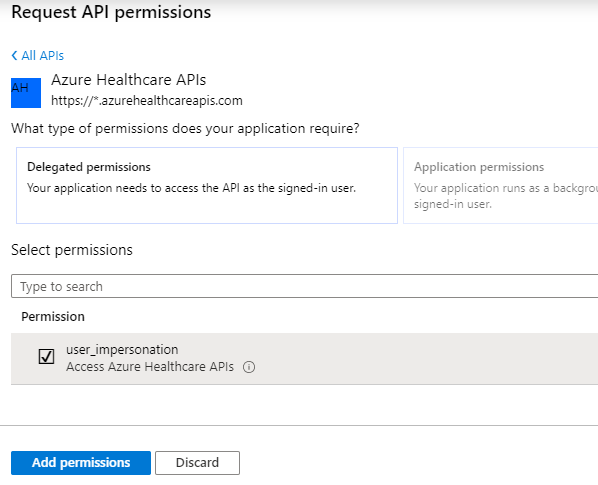 Request API permissions
All APIs
AH
Azure Healthcare APIs
https://*.azurehealthcareapis.com
What type of permissions does your application require?
Delegated permissions
Your application needs to access the API as the signed-in user.
Application permissions
Your application runs as a
signed-in user.
Select permissions
Type to search
Permission
user_impersonation
Access Azure Healthcare APIs
Add permissions
Discard